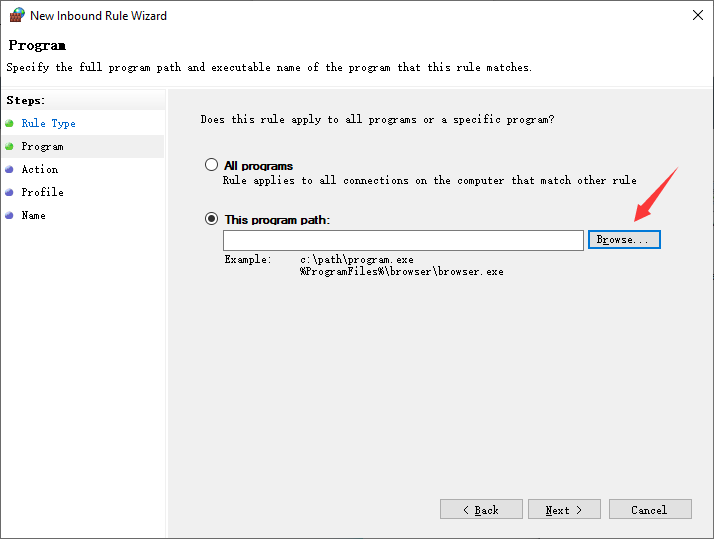 New Inbound Rule Wizard
Program
Specify the full program path and executable name of the program that this rule matches.
Steps:
Rule Type
Program
Action
Profile
Name
Does this rule apply to all programs or a specific program?
All programs
Rule applies to all connections on the computer that match other rule
This program path:
Browse...
Example: c:\path\program.exe
%ProgramFiles%\browser\browser.exe
< Back
Next >
Cancel